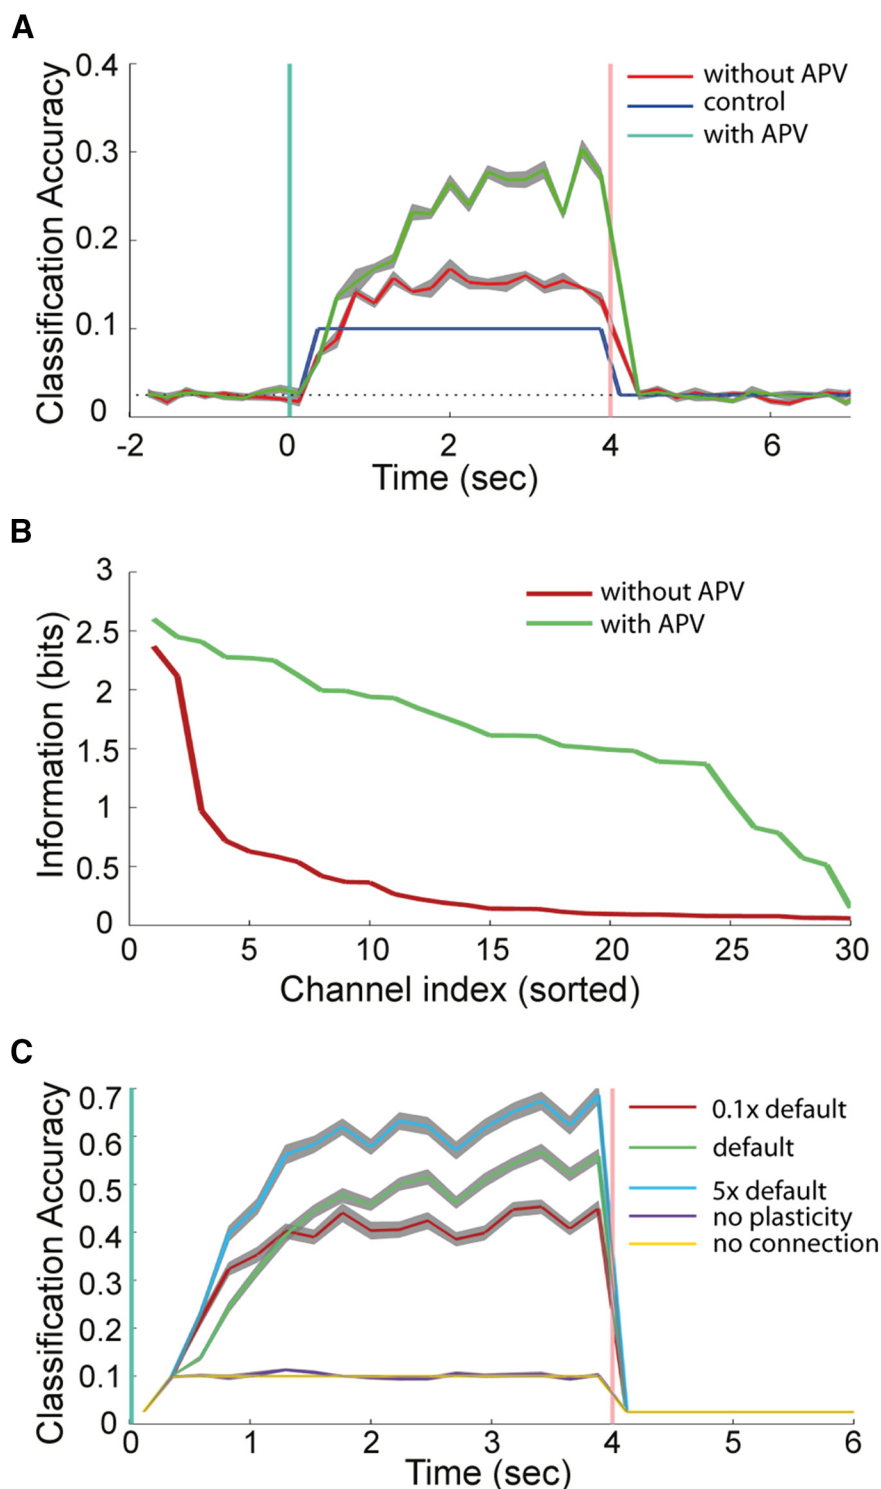 A
Classification Accuracy
0.4
0.3
0.2
0.1
0
-2
0
2
4
6
Time (sec)
without APV
control
with APV
B
Information (bits)
3
2.5
2
1.5
1
0.5
0
0
5
10
15
20
25
30
Channel index (sorted)
without APV
with APV
C
Classification Accuracy
0.7
0.6
0.5
0.4
0.3
0.2
0.1
0
0
1
2
3
4
5
6
Time (sec)
0.1x default
default
5x default
no plasticity
no connection